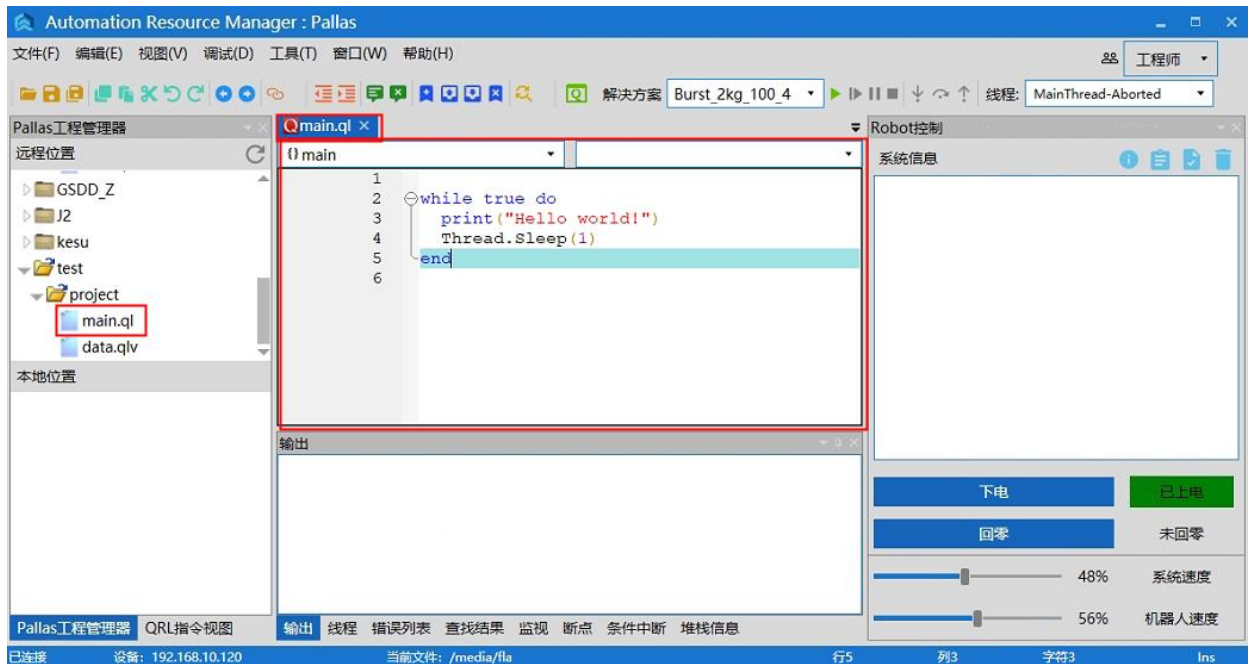 Automation Resource Manager : Pallas
文件(F) 编辑(E) 视图(V) 调试(D) 工具(T) 窗口(W) 帮助(H)
工程师
解决方案 Burst_2kg_100_4 线程: MainThread-Aborted
Pallas工程管理器
远程位置
GSDD_Z
J2
kesu
test
project
main.ql
data.qlv
本地位置
Pallas工程管理器 QRL指令视图
main.ql
main
1
2 while true do
3 print("Hello world!")
4 Thread.Sleep(1)
5 end
6
输出
输出 线程 错误列表 查找结果 监视 断点 条件中断 堆栈信息
Robot控制
系统信息
下电 已上电
回零 未回零
48% 系统速度
56% 机器人速度
已连接 设备: 192.168.10.120 当前文件: /media/fla 行5 列3 字符3 Ins